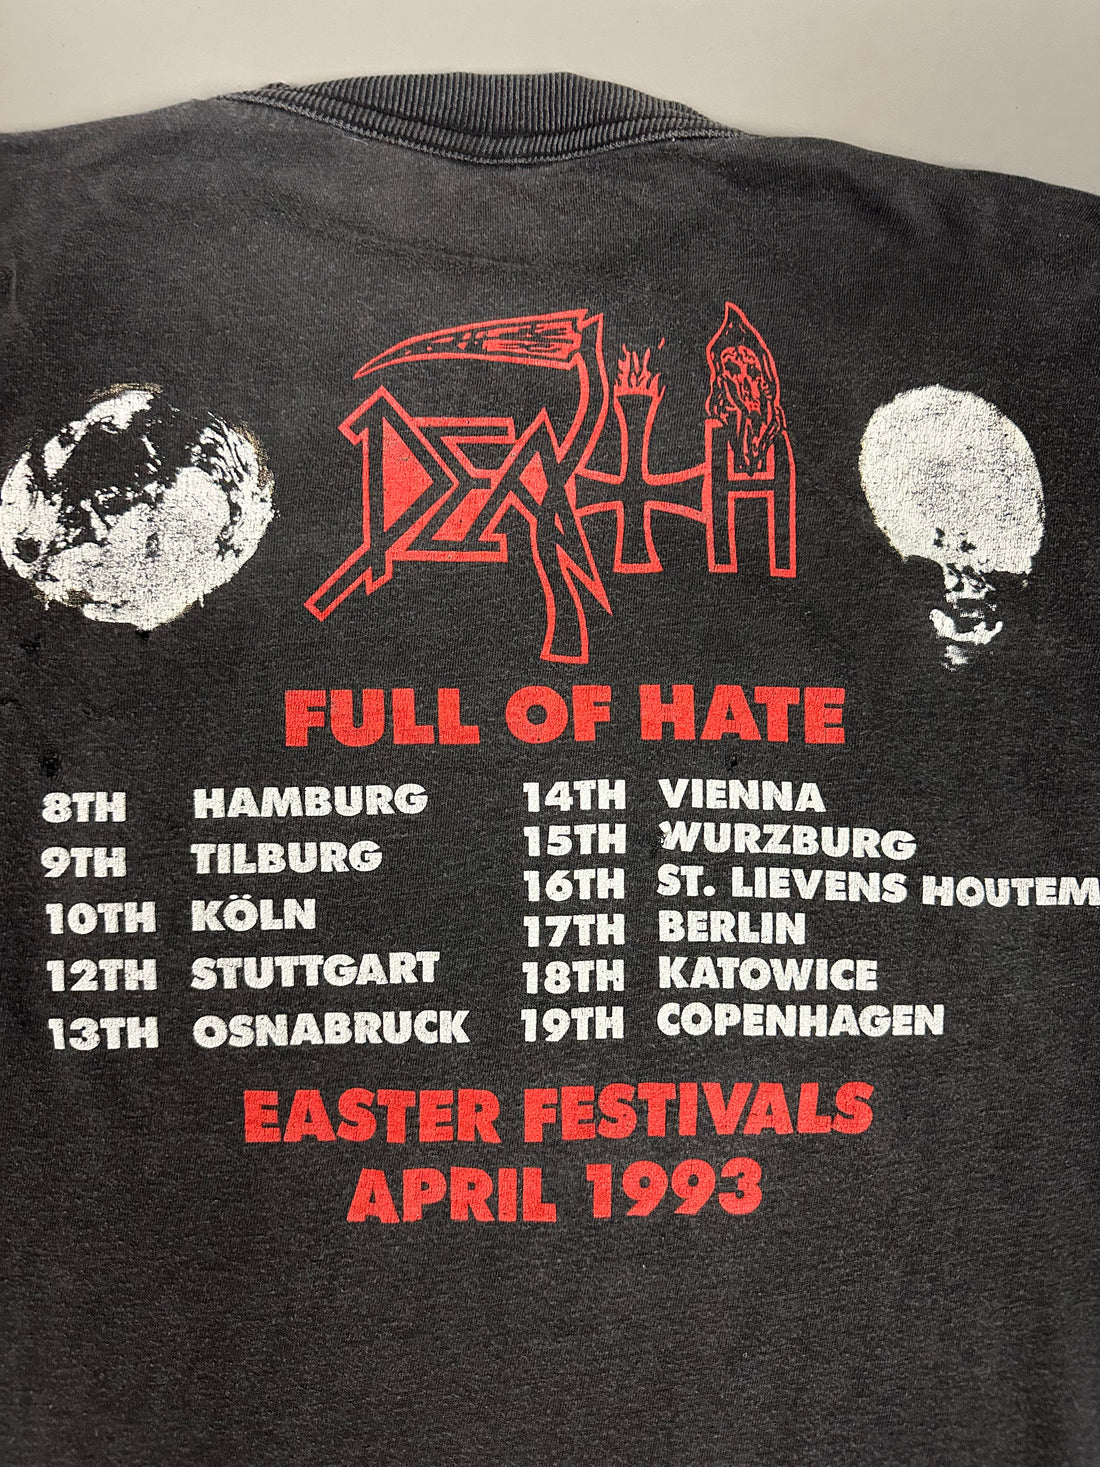 DEATH
FULL OF HATE
8TH HAMBURG
9TH TILBURG
10TH KÖLN
12TH STUTTGART
13TH OSNABRUCK
14TH VIENNA
15TH WURZBURG
16TH ST. LIEVENS HOUTEM
17TH BERLIN
18TH KATOWICE
19TH COPENHAGEN
EASTER FESTIVALS
APRIL 1993